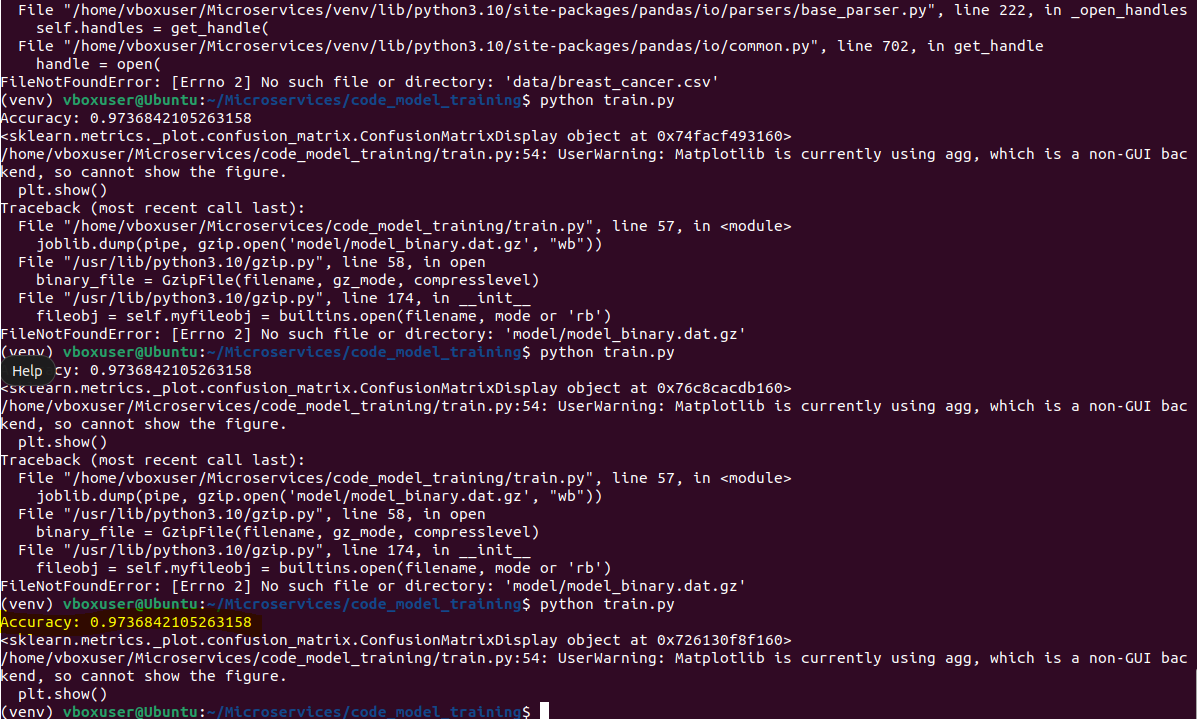 File "/home/vboxuser/Microservices/venv/lib/python3.10/site-packages/pandas/io/parsers/base_parser.py", line 222, in _open_handles
    self.handles = get_handle(
  File "/home/vboxuser/Microservices/venv/lib/python3.10/site-packages/pandas/io/common.py", line 702, in get_handle
    handle = open(
FileNotFoundError: [Errno 2] No such file or directory: 'data/breast_cancer.csv'
(venv) vboxuser@Ubuntu:~/Microservices/code_model_training$ python train.py
Accuracy: 0.9736842105263158
<sklearn.metrics._plot.confusion_matrix.ConfusionMatrixDisplay object at 0x74facf493160>
/home/vboxuser/Microservices/code_model_training/train.py:54: UserWarning: Matplotlib is currently using agg, which is a non-GUI bac
kend, so cannot show the figure.
  plt.show()
Traceback (most recent call last):
  File "/home/vboxuser/Microservices/code_model_training/train.py", line 57, in <module>
    joblib.dump(pipe, gzip.open('model/model_binary.dat.gz', "wb"))
  File "/usr/lib/python3.10/gzip.py", line 58, in open
    binary_file = GzipFile(filename, gz_mode, compresslevel)
  File "/usr/lib/python3.10/gzip.py", line 174, in __init__
    fileobj = self.myfileobj = builtins.open(filename, mode or 'rb')
FileNotFoundError: [Errno 2] No such file or directory: 'model/model_binary.dat.gz'
(venv) vboxuser@Ubuntu:~/Microservices/code_model_training$ python train.py
Help cy: 0.9736842105263158
<sklearn.metrics._plot.confusion_matrix.ConfusionMatrixDisplay object at 0x76c8cacdb160>
/home/vboxuser/Microservices/code_model_training/train.py:54: UserWarning: Matplotlib is currently using agg, which is a non-GUI bac
kend, so cannot show the figure.
  plt.show()
Traceback (most recent call last):
  File "/home/vboxuser/Microservices/code_model_training/train.py", line 57, in <module>
    joblib.dump(pipe, gzip.open('model/model_binary.dat.gz', "wb"))
  File "/usr/lib/python3.10/gzip.py", line 58, in open
    binary_file = GzipFile(filename, gz_mode, compresslevel)
  File "/usr/lib/python3.10/gzip.py", line 174, in __init__
    fileobj = self.myfileobj = builtins.open(filename, mode or 'rb')
FileNotFoundError: [Errno 2] No such file or directory: 'model/model_binary.dat.gz'
(venv) vboxuser@Ubuntu:~/Microservices/code_model_training$ python train.py
Accuracy: 0.9736842105263158
<sklearn.metrics._plot.confusion_matrix.ConfusionMatrixDisplay object at 0x726130f8f160>
/home/vboxuser/Microservices/code_model_training/train.py:54: UserWarning: Matplotlib is currently using agg, which is a non-GUI bac
kend, so cannot show the figure.
  plt.show()
(venv) vboxuser@Ubuntu:~/Microservices/code_model_training$